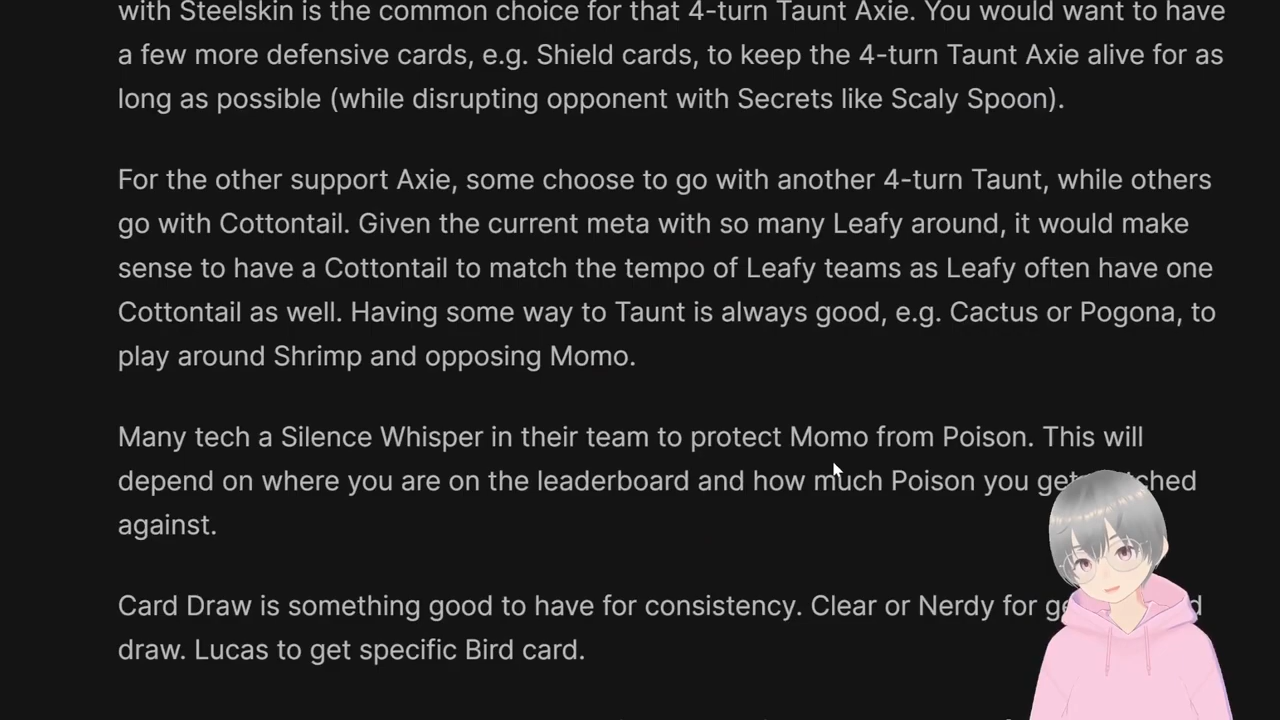 with Steelskin is the common choice for that 4-turn Taunt Axie. You would want to have
a few more defensive cards, e.g. Shield cards, to keep the 4-turn Taunt Axie alive for as
long as possible (while disrupting opponent with Secrets like Scaly Spoon).
For the other support Axie, some choose to go with another 4-turn Taunt, while others
go with Cottontail. Given the current meta with so many Leafy around, it would make
sense to have a Cottontail to match the tempo of Leafy teams as Leafy often have one
Cottontail as well. Having some way to Taunt is always good, e.g. Cactus or Pogona, to
play around Shrimp and opposing Momo.
Many tech a Silence Whisper in their team to protect Momo from Poison. This will
depend on where you are on the leaderboard and how much Poison you get
against.
Card Draw is something good to have for consistency. Clear or Nerdy for
draw. Lucas to get specific Bird card.